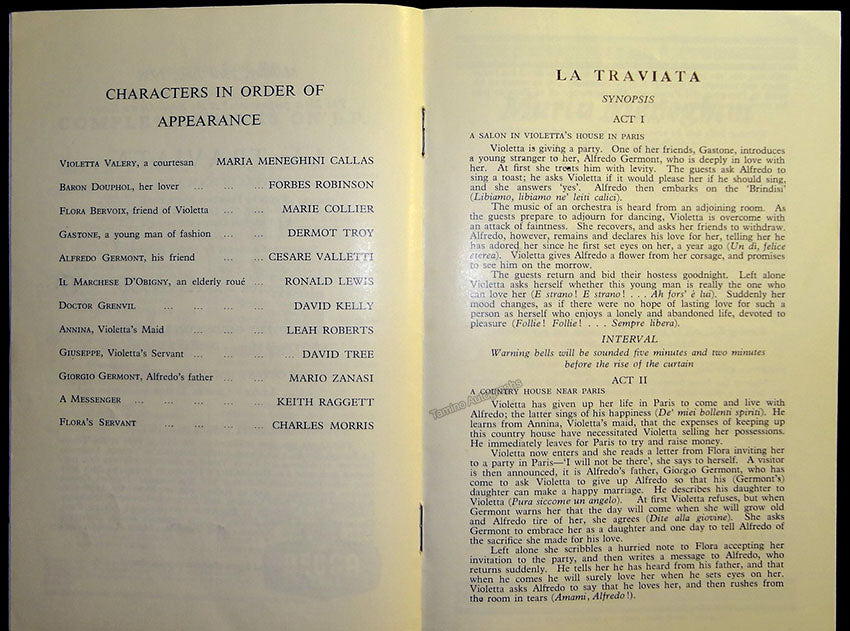 CHARACTERS IN ORDER OF
APPEARANCE
VIOLETTA VALERY, a courtesan MARIA MENEGHINI CALLAS
BARON DOUPHOL, her lover ... ... ... FORBES ROBINSON
FLORA BERVOIX, friend of Violetta ... ... MARIE COLLIER
GASTONE, a young man of fashion ... ... DERMOT TROY
ALFREDO GERMONT, his friend ... ... CESARE VALLETTI
IL MARCHESE D'OBIGNY, an elderly roué ... ... RONALD LEWIS
DOCTOR GRENVIL ... ... ... DAVID KELLY
ANNINA, Violetta's Maid ... ... ... LEAH ROBERTS
GIUSEPPE, Violetta's Servant ... ... ... ... DAVID TREE
GIORGIO GERMONT, Alfredo's father ... ... MARIO ZANASI
A MESSENGER ... ... ... ... ... KEITH RAGGETT
FLORA'S SERVANT ... ... ... ... CHARLES MORRIS
LA TRAVIATA
SYNOPSIS
ACT I
A SALON IN VIOLETTA'S HOUSE IN PARIS
Violetta is giving a party. One of her friends, Gastone, introduces
a young stranger to her, Alfredo Germont, who is deeply in love with
her. At first she treats him with levity. The guests ask Alfredo to
sing a toast; he asks Violetta if it would please her if he should sing,
and she answers 'yes'. Alfredo then embarks on the 'Brindisi'
(Libiamo, libiamo ne' leiti calici).
The music of an orchestra is heard from an adjoining room. As
the guests prepare to adjourn for dancing, Violetta is overcome with
an attack of faintness. She recovers, and asks her friends to withdraw.
Alfredo, however, remains and declares his love for her, telling her he
has adored her since he first set eyes on her, a year ago (Un di, felice
eterea). Violetta gives Alfredo a flower from her corsage, and promises
to see him on the morrow.
The guests return and bid their hostess goodnight. Left alone
Violetta asks herself whether this young man is really the one who
can love her (E strano! E strano! . . . Ah fors' è lui). Suddenly her
mood changes, as if there were no hope of lasting love for such a
person as herself who enjoys a lonely and abandoned life, devoted to
pleasure (Follie! Follie! . . . Sempre libera).
INTERVAL
Warning bells will be sounded five minutes and two minutes
before the rise of the curtain
ACT II
A COUNTRY HOUSE NEAR PARIS
Violetta has given up her life in Paris to come and live with
Alfredo; the latter sings of his happiness (De' miei bollenti spiriti). He
learns from Annina, Violetta's maid, that the expenses of keeping up
this country house have necessitated Violetta selling her possessions.
He immediately leaves for Paris to try and raise money.
Violetta now enters and she reads a letter from Flora inviting her
to a party in Paris—'I will not be there', she says to herself. A visitor
is then announced, it is Alfredo's father, Giorgio Germont, who has
come to ask Violetta to give up Alfredo so that his (Germont's)
daughter can make a happy marriage. He describes his daughter to
Violetta (Pura siccome un angelo). At first Violetta refuses, but when
Germont warns her that the day will come when she will grow old
and Alfredo tire of her, she agrees (Dite alla giovine). She asks
Germont to embrace her as a daughter and one day to tell Alfredo of
the sacrifice she made for his love.
Left alone she scribbles a hurried note to Flora accepting her
invitation to the party, and then writes a message to Alfredo, who
returns suddenly. He tells her he has heard from his father, and that
when he comes he will surely love her when he sets eyes on her.
Violetta asks Alfredo to say that he loves her, and then rushes from
the room in tears (Amami, Alfredo!).
Tamino Autographs